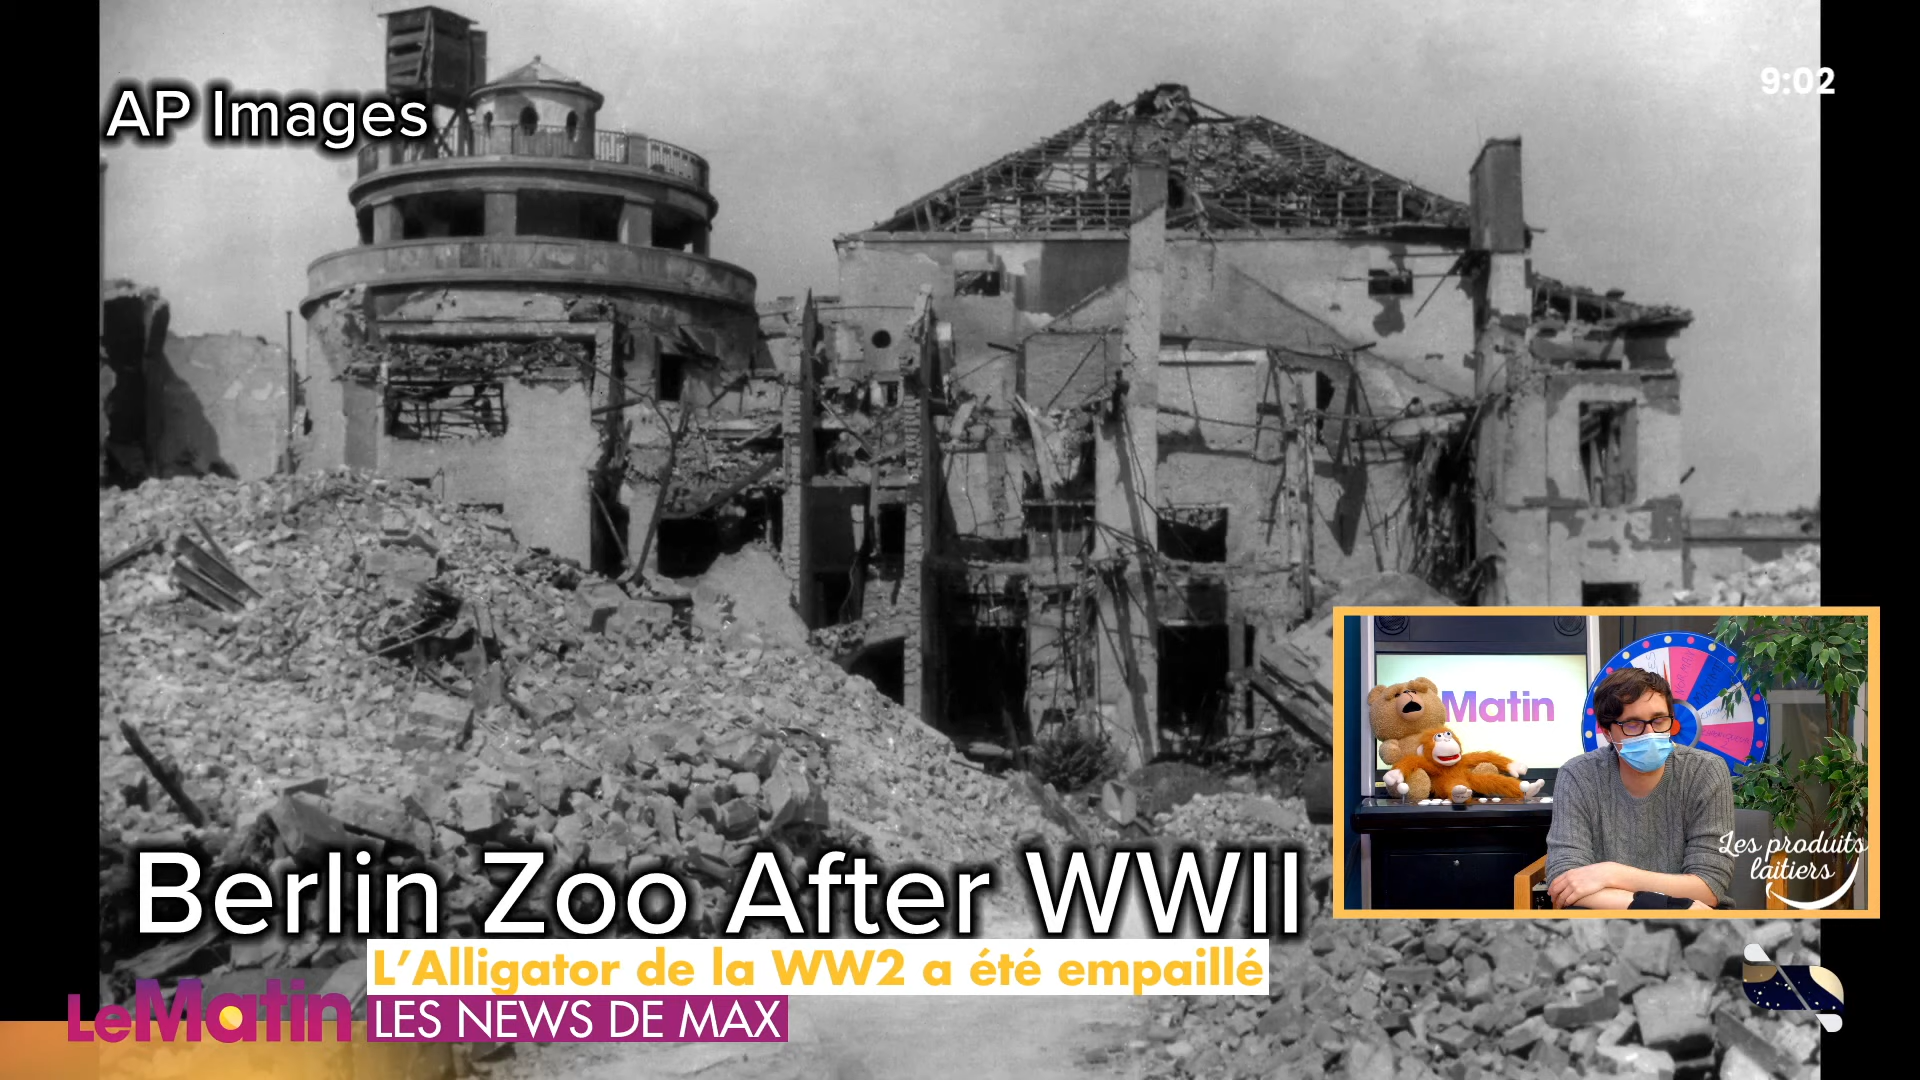 AP Images
9:02
Matin
Les produits
laitiers
Berlin Zoo After WWII
L'Alligator de la WW2 a été empaillé
LeMatin
LES NEWS DE MAX